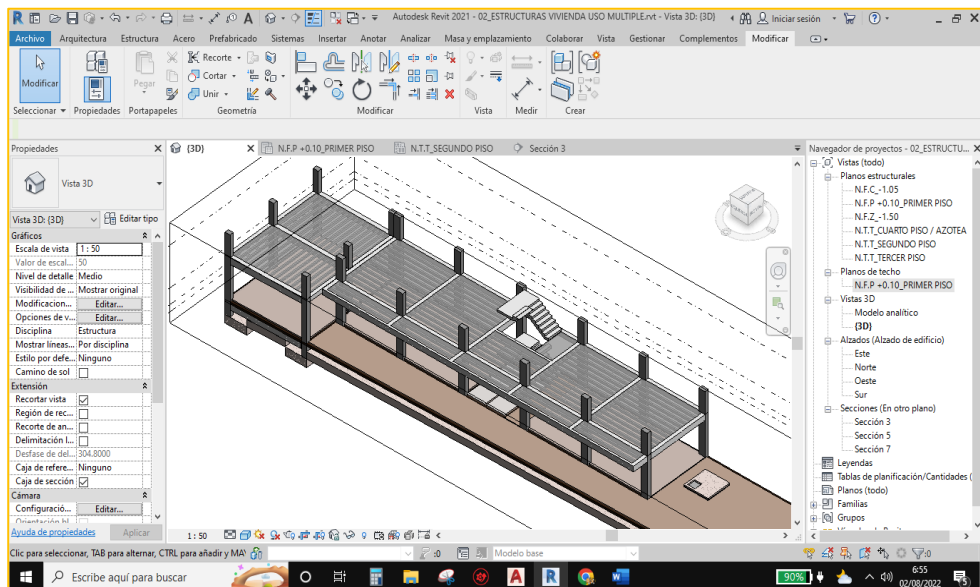 Autodesk Revit 2021 - 02_ESTRUCTURAS VIVIENDA USO MULTIPLE.rvt - Vista 3D: {3D}
Iniciar sesión
Archivo Arquitectura Estructura Acero Prefabricado Sistemas Insertar Anotar Analizar Masa y emplazamiento Colaborar Vista Gestionar Complementos Modificar
Modificar
Pegar
Recorte
Cortar
Unir
Seleccionar Propiedades Portapapeles Geometría Modificar Vista Medir Crear
Propiedades
Vista 3D
Vista 3D: {3D} Editar tipo
Gráficos
Escala de vista 1 : 50
Valor de escal... 50
Nivel de detalle Medio
Visibilidad de ... Mostrar original
Modificacion... Editar...
Opciones de v... Editar...
Disciplina Estructura
Mostrar líneas... Por disciplina
Estilo por defe... Ninguno
Camino de sol
Extensión
Recortar vista
Región de rec...
Recorte de an...
Delimitación l...
Desfase de del... 304.8000
Caja de refere... Ninguno
Caja de sección
Cámara
Configuració... Editar...
Ayuda de propiedades Aplicar
{3D} N.F.P +0.10_PRIMER PISO N.T.T_SEGUNDO PISO Sección 3
1 : 50
Navegador de proyectos - 02_ESTRUCTU...
Vistas (todo)
Planos estructurales
N.F.C_-1.05
N.F.P +0.10_PRIMER PISO
N.F.Z_-1.50
N.T.T_CUARTO PISO / AZOTEA
N.T.T_SEGUNDO PISO
N.T.T_TERCER PISO
Planos de techo
N.F.P +0.10_PRIMER PISO
Vistas 3D
Modelo analítico
{3D}
Alzados (Alzado de edificio)
Este
Norte
Oeste
Sur
Secciones (En otro plano)
Sección 3
Sección 5
Sección 7
Leyendas
Tablas de planificación/Cantidades (
Planos (todo)
Familias
Grupos
Clic para seleccionar, TAB para alternar, CTRL para añadir y MA
:0 Modelo base :0
Escribe aquí para buscar
90%
6:55
02/08/2022